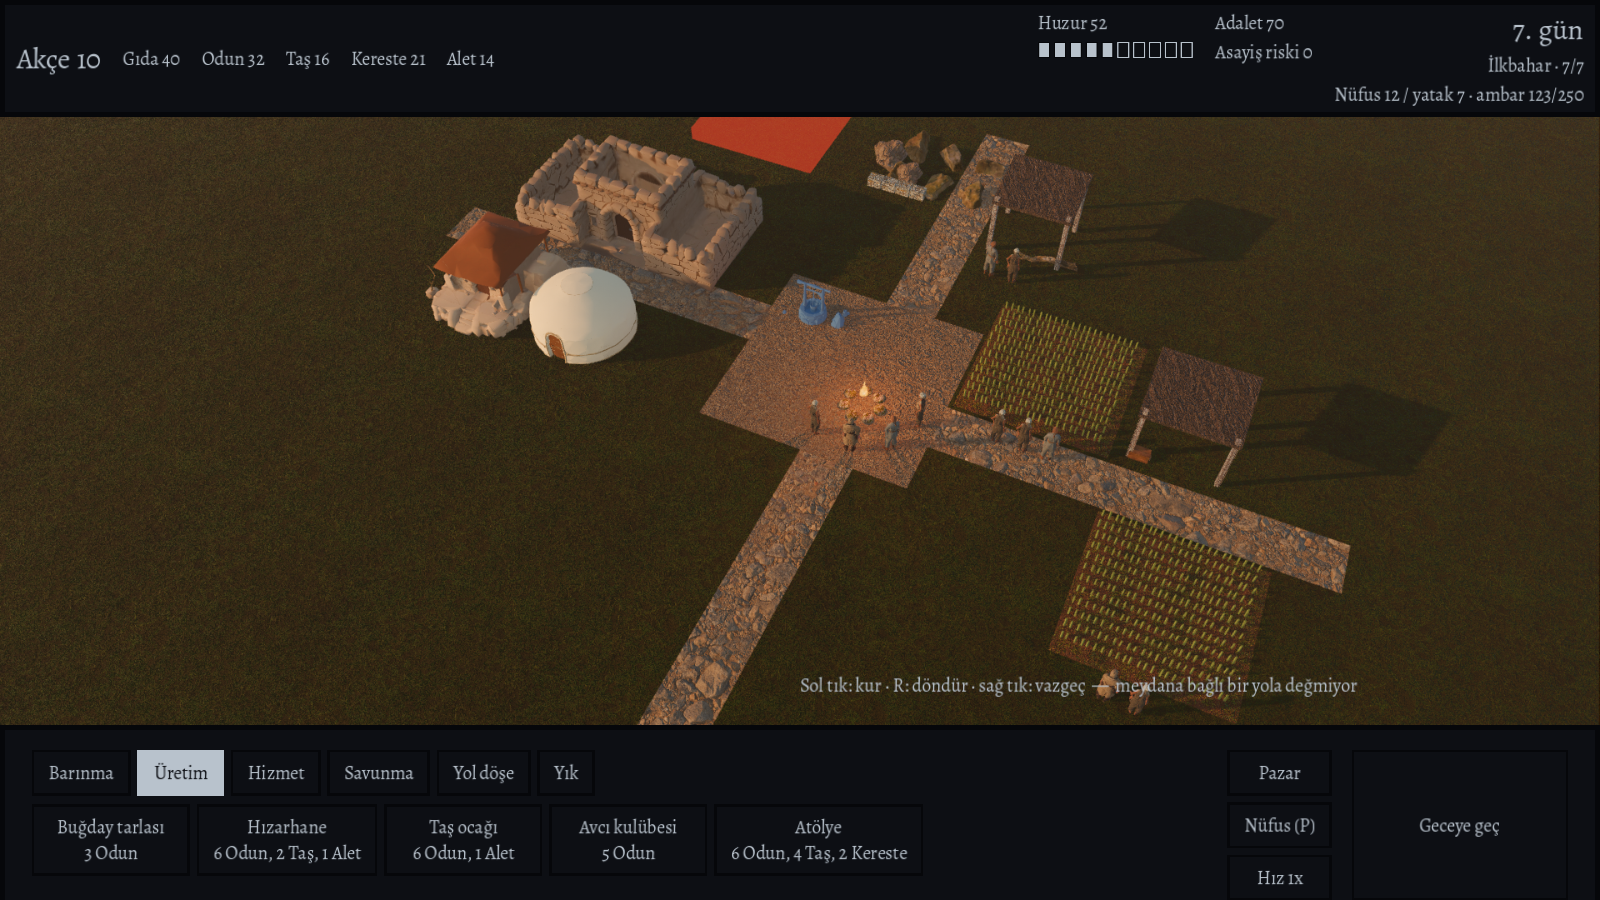 Akçe 10 Gıda 40 Odun 32 Taş 16 Kereste 21 Alet 14
Huzur 52
Adalet 70
Asayiş riski 0
7. gün
İlkbahar · 7/7
Nüfus 12 / yatak 7 · ambar 123/250
Sol tık: kur · R: döndür · sağ tık: vazgeç — meydana bağlı bir yola değmiyor
Barınma Üretim Hizmet Savunma Yol döşe Yık
Buğday tarlası
3 Odun
Hızarhane
6 Odun, 2 Taş, 1 Alet
Taş ocağı
6 Odun, 1 Alet
Avcı kulübesi
5 Odun
Atölye
6 Odun, 4 Taş, 2 Kereste
Pazar
Nüfus (P)
Hız 1x
Geceye geç